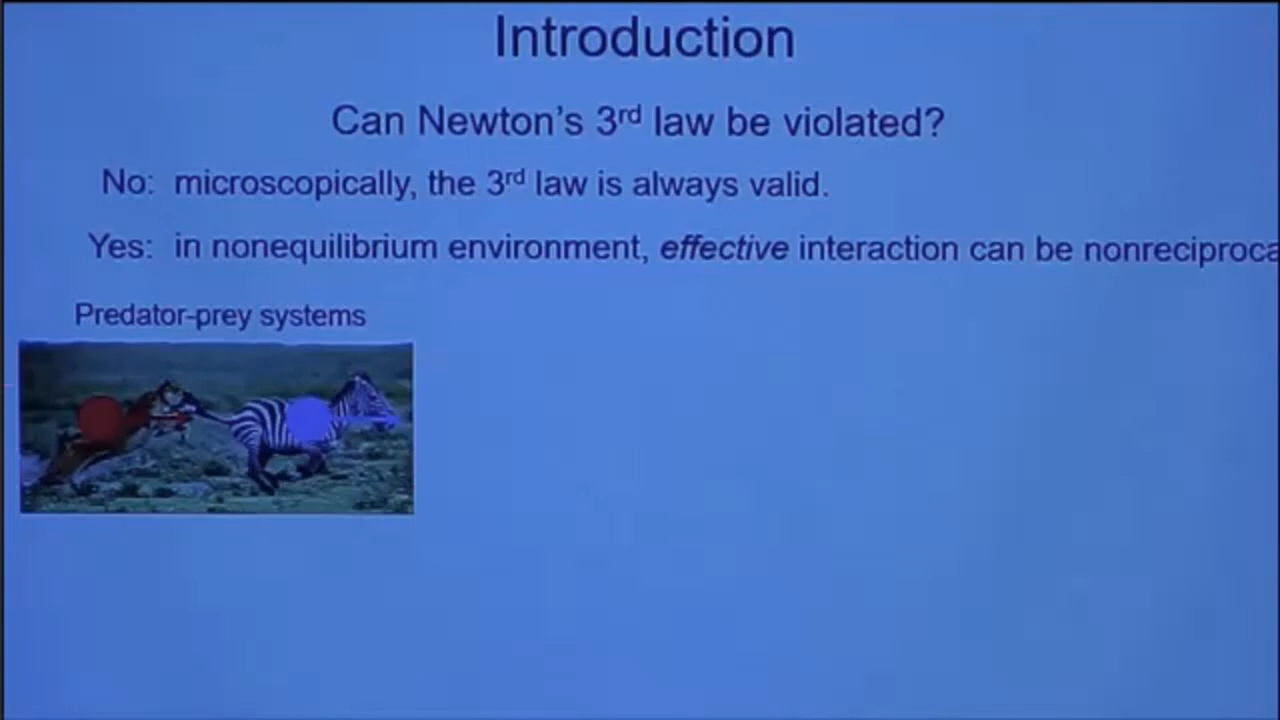 Introduction
Can Newton's 3rd law be violated?
No: microscopically, the 3rd law is always valid.
Yes: in nonequilibrium environment, effective interaction can be nonreciproca
Predator-prey systems